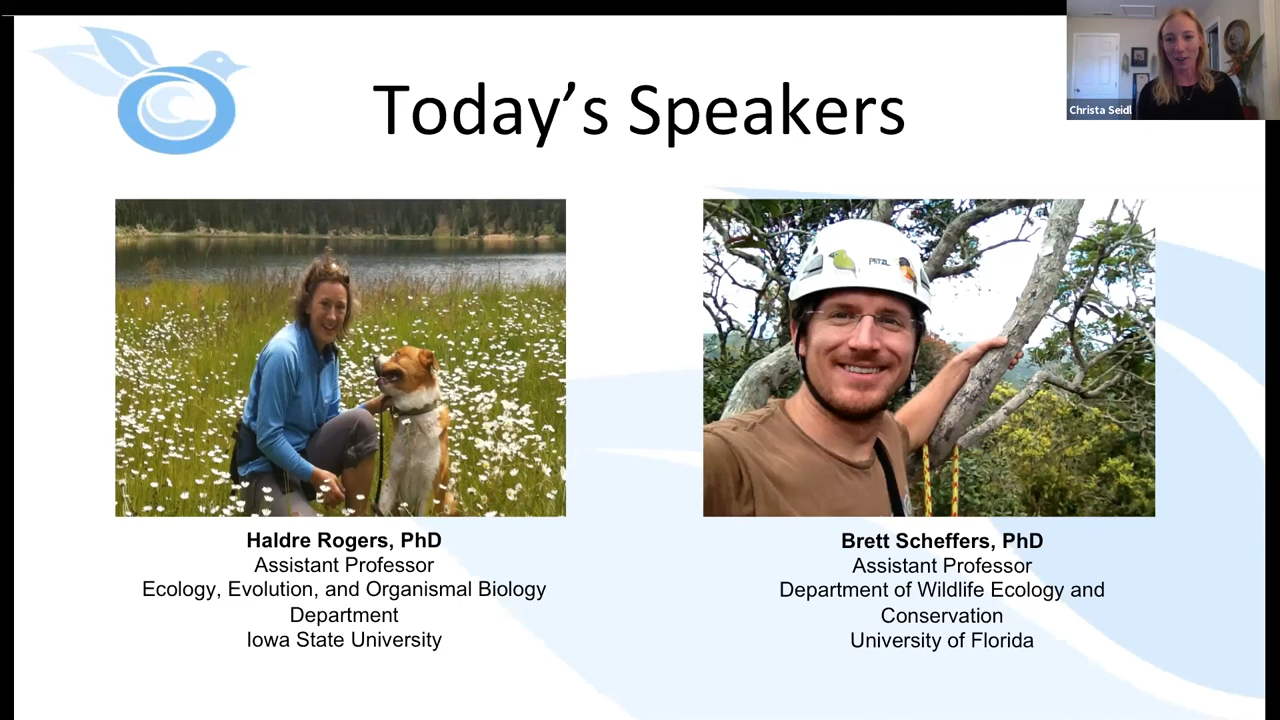 Today’s Speakers
Christa Seidl
PETZL
Haldre Rogers, PhD
Assistant Professor
Ecology, Evolution, and Organismal Biology
Department
Iowa State University
Brett Scheffers, PhD
Assistant Professor
Department of Wildlife Ecology and
Conservation
University of Florida